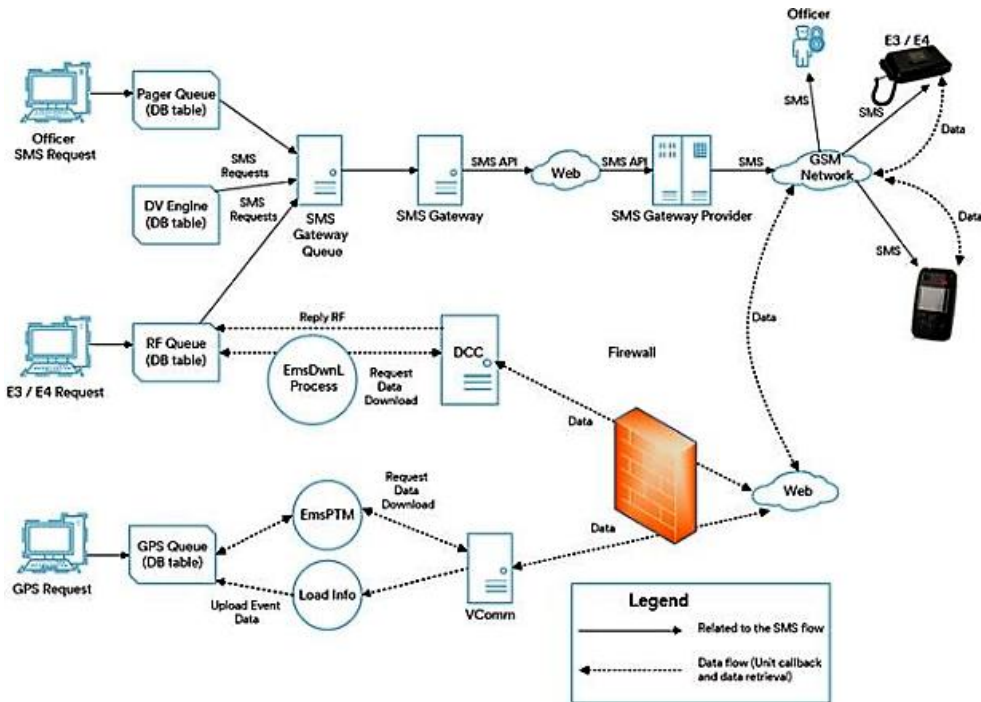 Officer
E3 / E4
Pager Queue
(DB table)
Officer
SMS Request
SMS
SMS
Data
SMS
Requests
SMS API
Web
SMS API
SMS
GSM
Network
DV Engine
(DB table)
SMS
Requests
SMS
Gateway
Queue
SMS Gateway
SMS Gateway Provider
Data
SMS
Reply RF
RF Queue
(DB table)
DCC
Firewall
Data
E3 / E4 Request
EmsDwnL
Process
Request
Data
Download
Data
Request
Data
Download
Web
EmsPTM
Data
GPS Queue
(DB table)
GPS Request
Load Info
Upload Event
Data
VComm
Legend
Related to the SMS flow
Data flow (Unit callback
and data retrieval)